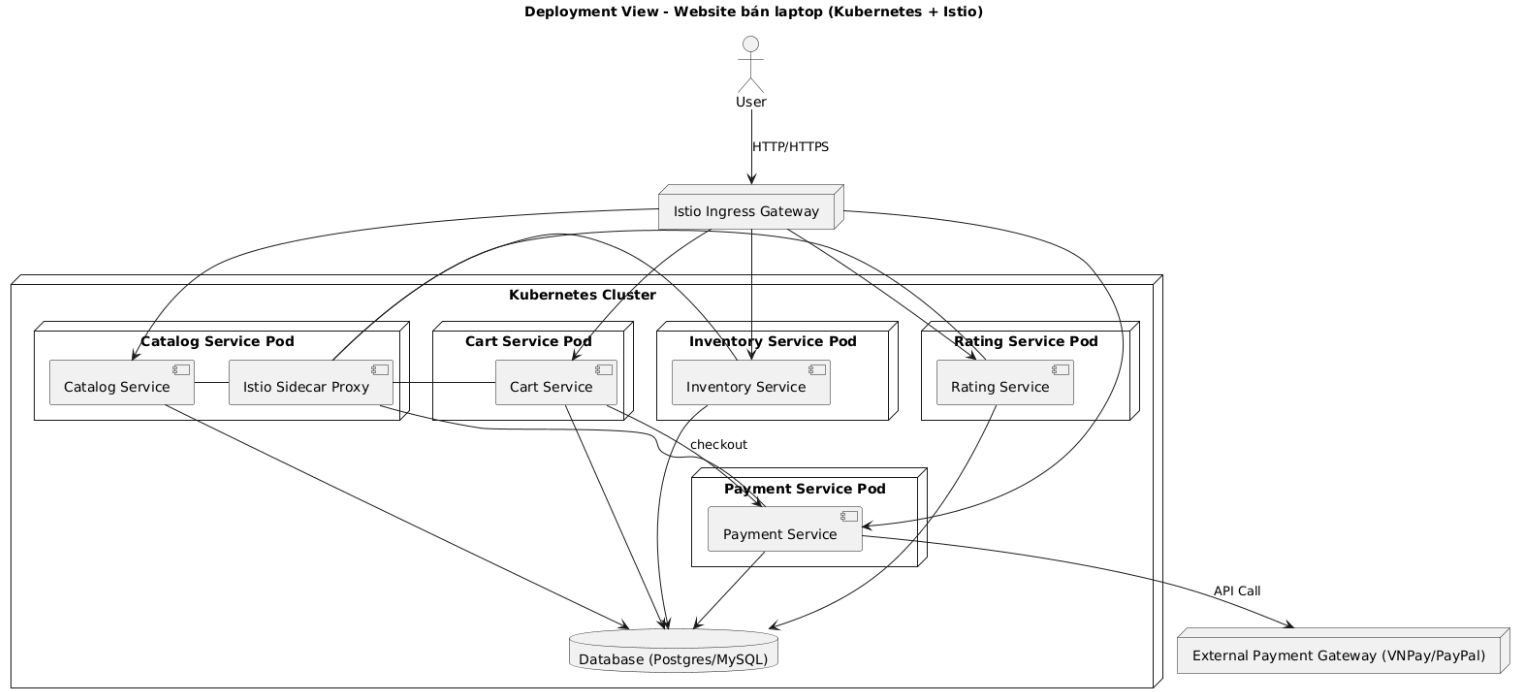 Deployment View - Website bán laptop (Kubernetes + Istio)
User
HTTP/HTTPS
Istio Ingress Gateway
Kubernetes Cluster
Catalog Service Pod
Cart Service Pod
Inventory Service Pod
Rating Service Pod
Catalog Service
Istio Sidecar Proxy
Cart Service
Inventory Service
Rating Service
checkout
Payment Service Pod
Payment Service
API Call
Database (Postgres/MySQL)
External Payment Gateway (VNPay/PayPal)